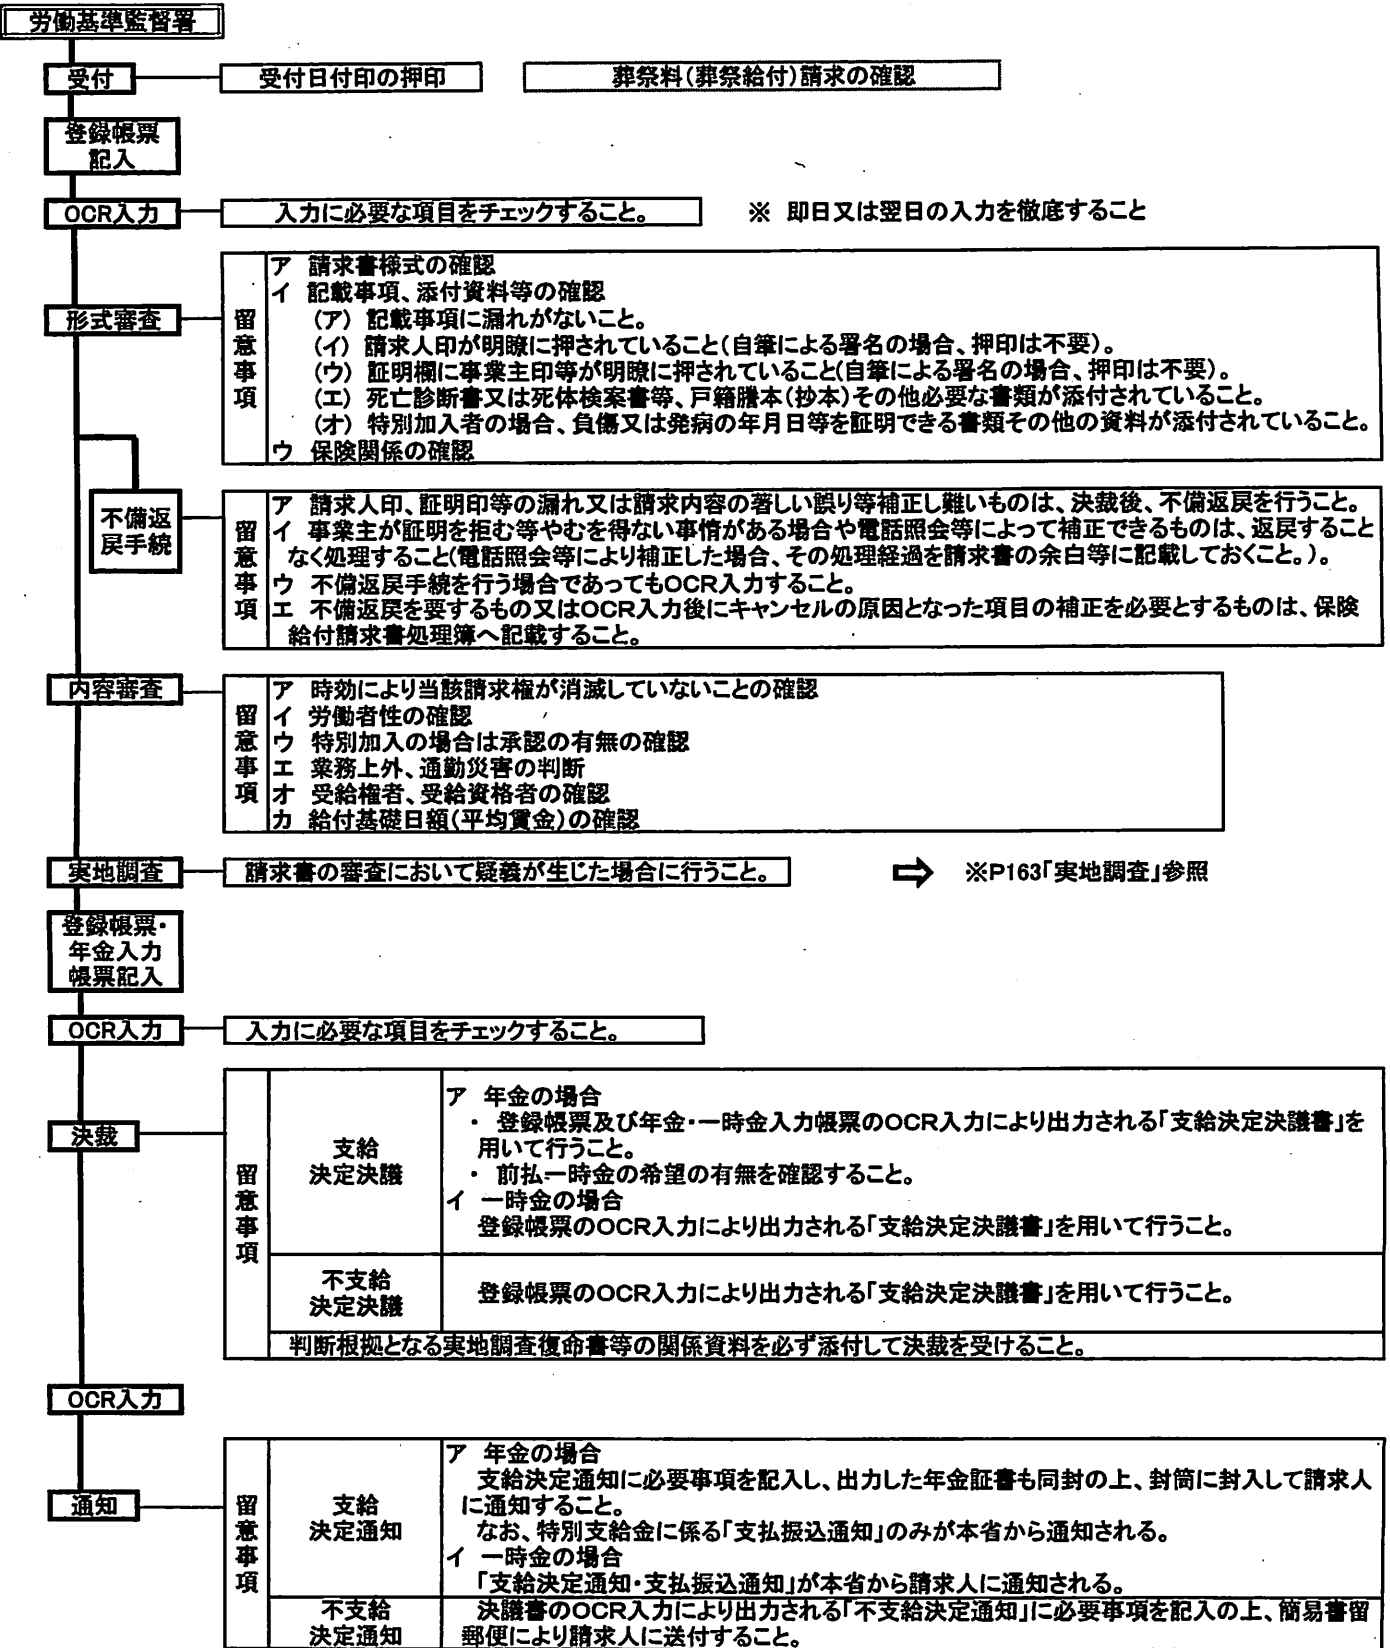 労働基準監督署
受付
受付日付印の押印
葬祭料(葬祭給付)請求の確認
登録帳票
記入
OCR入力
入力に必要な項目をチェックすること。
※ 即日又は翌日の入力を徹底すること
形式審査
留意事項
ア 請求書様式の確認
イ 記載事項、添付資料等の確認
(ア) 記載事項に漏れがないこと。
(イ) 請求人印が明瞭に押されていること(自筆による署名の場合、押印は不要)。
(ウ) 証明欄に事業主印等が明瞭に押されていること(自筆による署名の場合、押印は不要)。
(エ) 死亡診断書又は死体検案書等、戸籍謄本(抄本)その他必要な書類が添付されていること。
(オ) 特別加入者の場合、負傷又は発病の年月日等を証明できる書類その他の資料が添付されていること。
ウ 保険関係の確認
不備返
戻手続
留意事項
ア 請求人印、証明印等の漏れ又は請求内容の著しい誤り等補正し難いものは、決裁後、不備返戻を行うこと。
イ 事業主が証明を拒む等やむを得ない事情がある場合や電話照会等によって補正できるものは、返戻すること
なく処理すること(電話照会等により補正した場合、その処理経過を請求書の余白等に記載しておくこと。)。
ウ 不備返戻手続を行う場合であってもOCR入力すること。
エ 不備返戻を要するもの又はOCR入力後にキャンセルの原因となった項目の補正を必要とするものは、保険
給付請求書処理簿へ記載すること。
内容審査
留意事項
ア 時効により当該請求権が消滅していないことの確認
イ 労働者性の確認
ウ 特別加入の場合は承認の有無の確認
エ 業務上外、通勤災害の判断
オ 受給権者、受給資格者の確認
カ 給付基礎日額(平均賃金)の確認
実地調査
請求書の審査において疑義が生じた場合に行うこと。
⇨ ※P163「実地調査」参照
登録帳票・
年金入力
帳票記入
OCR入力
入力に必要な項目をチェックすること。
決裁
留意事項
支給
決定決議
ア 年金の場合
・ 登録帳票及び年金・一時金入力帳票のOCR入力により出力される「支給決定決議書」を
用いて行うこと。
・ 前払一時金の希望の有無を確認すること。
イ 一時金の場合
登録帳票のOCR入力により出力される「支給決定決議書」を用いて行うこと。
不支給
決定決議
登録帳票のOCR入力により出力される「支給決定決議書」を用いて行うこと。
判断根拠となる実地調査復命書等の関係資料を必ず添付して決裁を受けること。
OCR入力
通知
留意事項
支給
決定通知
ア 年金の場合
支給決定通知に必要事項を記入し、出力した年金証書も同封の上、封筒に封入して請求人
に通知すること。
なお、特別支給金に係る「支払振込通知」のみが本省から通知される。
イ 一時金の場合
「支給決定通知・支払振込通知」が本省から請求人に通知される。
不支給
決定通知
決議書のOCR入力により出力される「不支給決定通知」に必要事項を記入の上、簡易書留
郵便により請求人に送付すること。